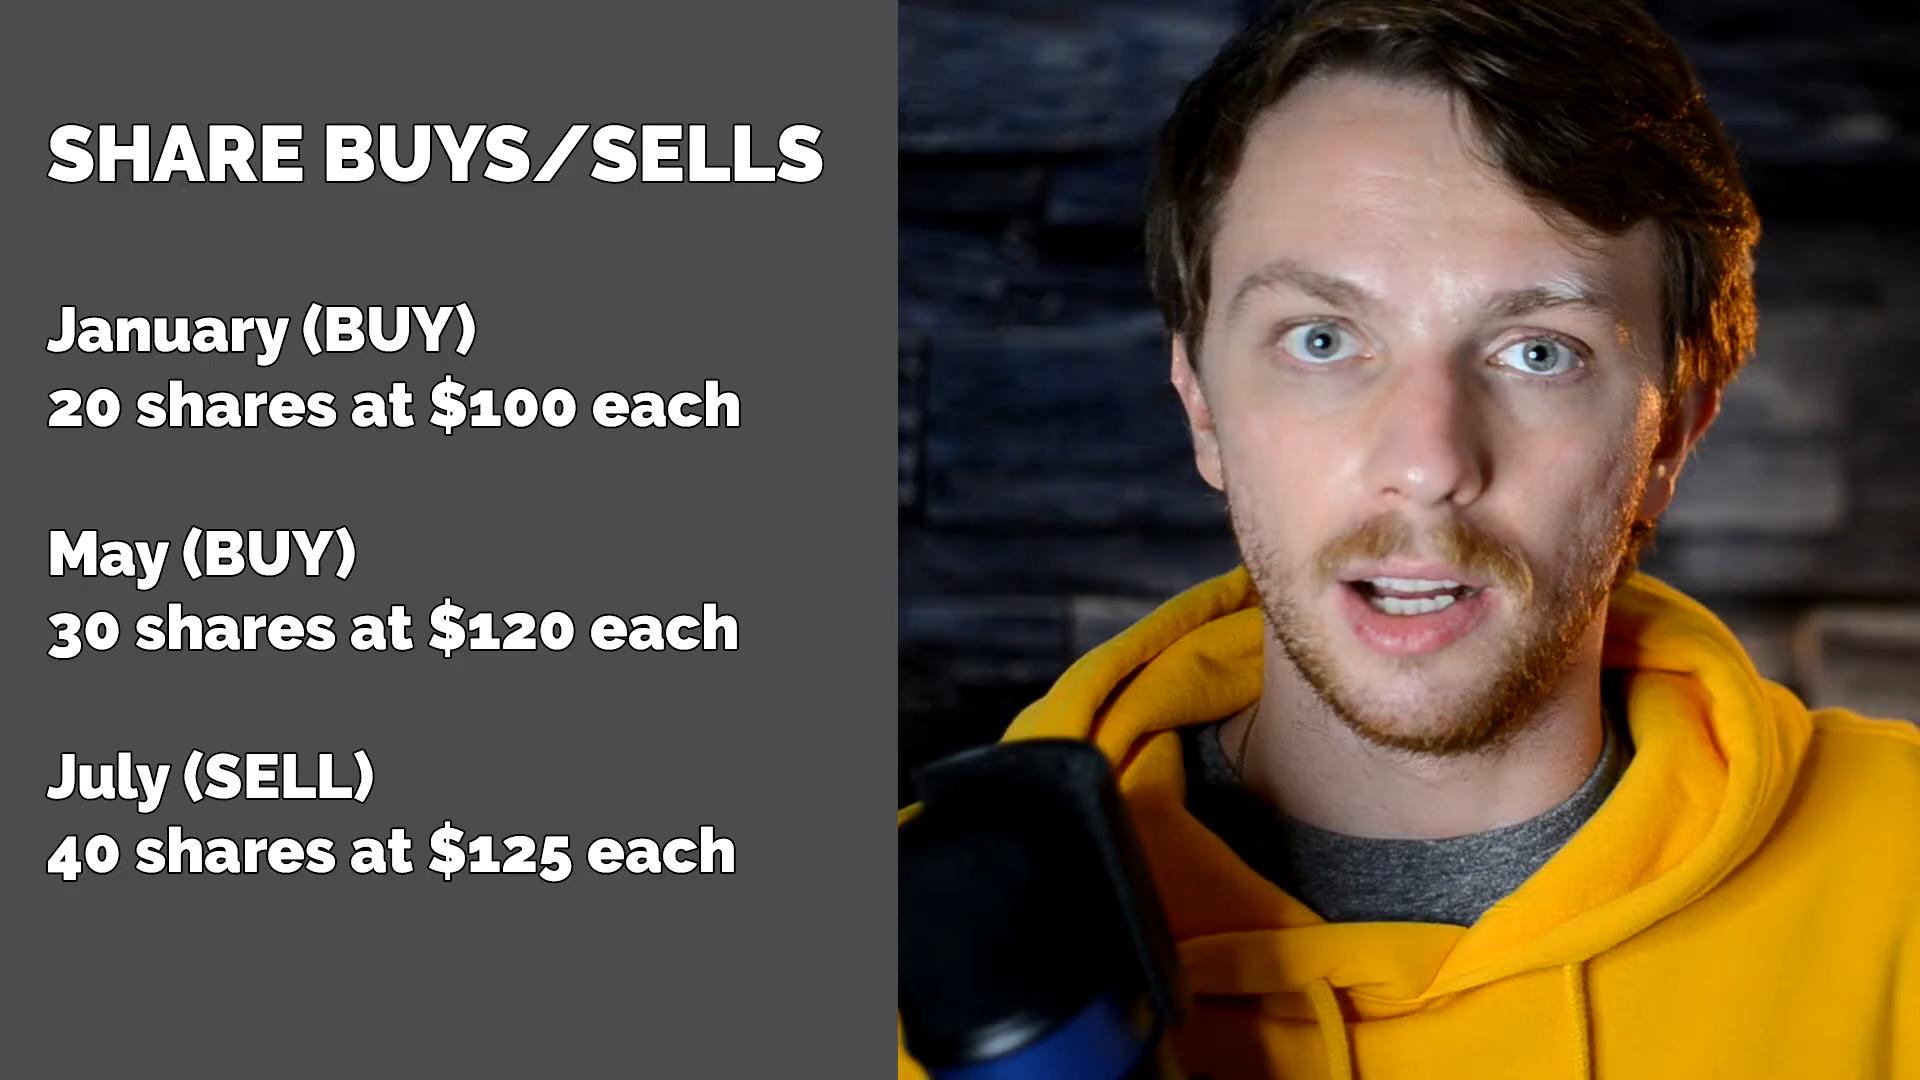 SHARE BUYS/SELLS
January (BUY)
20 shares at $100 each
May (BUY)
30 shares at $120 each
July (SELL)
40 shares at $125 each